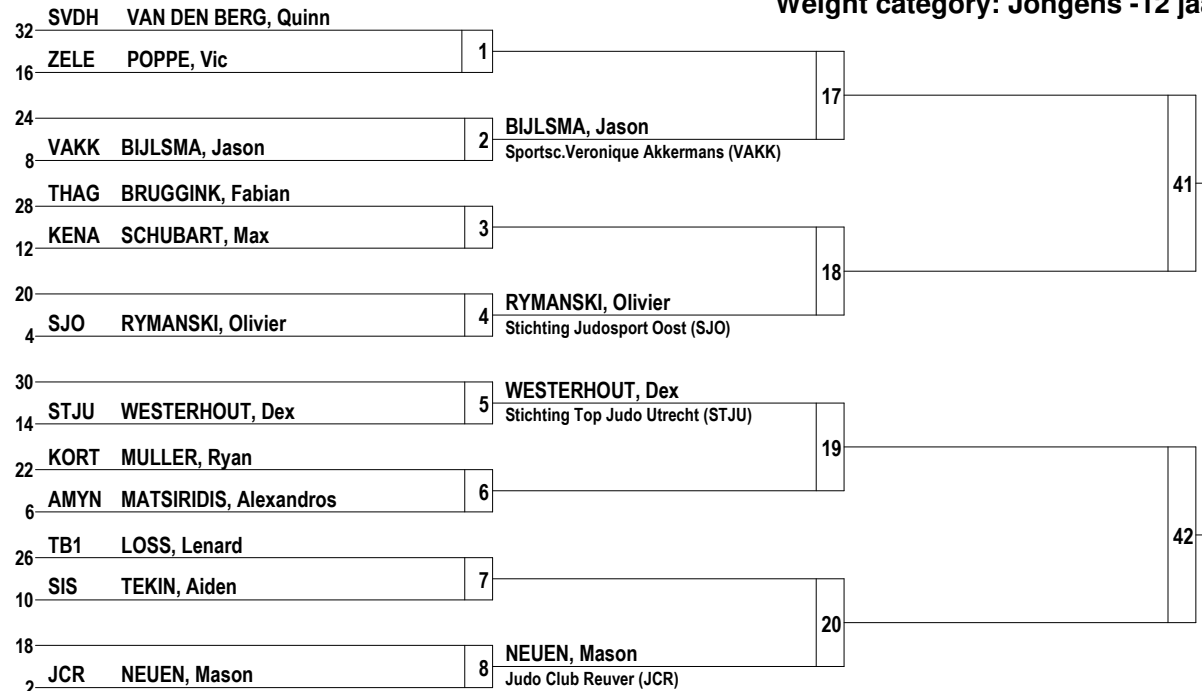 Weight category: Jongens -12 jaa
SVDH VAN DEN BERG, Quinn
32
ZELE POPPE, Vic
16
1
17
24
VAKK BIJLSMA, Jason
8
2
BIJLSMA, Jason
Sportsc.Veronique Akkermans (VAKK)
41
THAG BRUGGINK, Fabian
28
KENA SCHUBART, Max
12
3
18
20
SJO RYMANSKI, Olivier
4
4
RYMANSKI, Olivier
Stichting Judosport Oost (SJO)
30
STJU WESTERHOUT, Dex
14
5
WESTERHOUT, Dex
Stichting Top Judo Utrecht (STJU)
19
KORT MULLER, Ryan
22
AMYN MATSIRIDIS, Alexandros
6
6
42
TB1 LOSS, Lenard
26
SIS TEKIN, Aiden
10
7
20
18
JCR NEUEN, Mason
2
8
NEUEN, Mason
Judo Club Reuver (JCR)